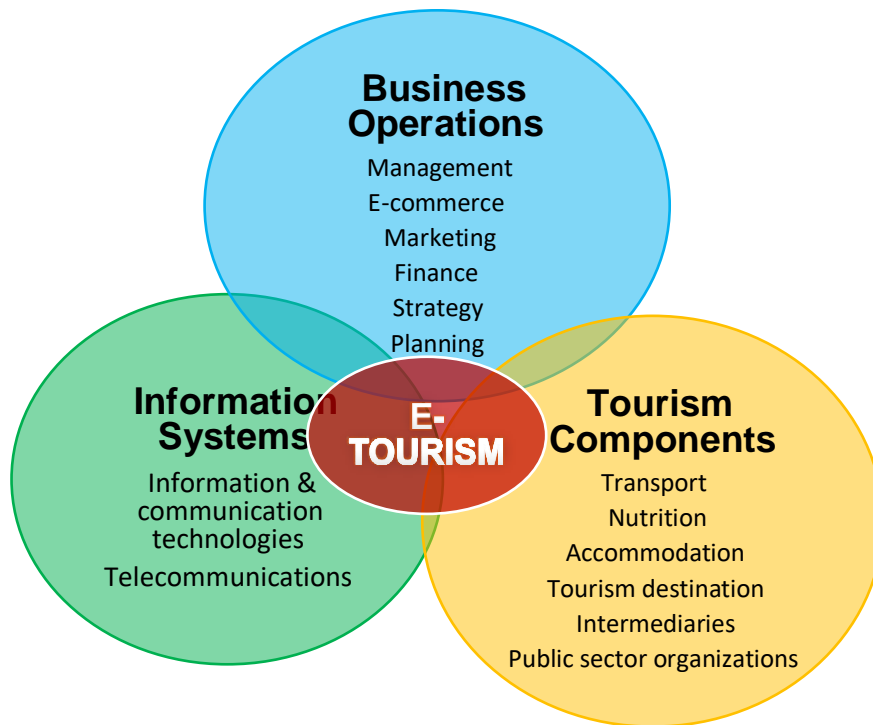 Business
Operations
Management
E-commerce
Marketing
Finance
Strategy
Planning
Information
Systems
Information &
communication
technologies
Telecommunications
E-
TOURISM
Tourism
Components
Transport
Nutrition
Accommodation
Tourism destination
Intermediaries
Public sector organizations